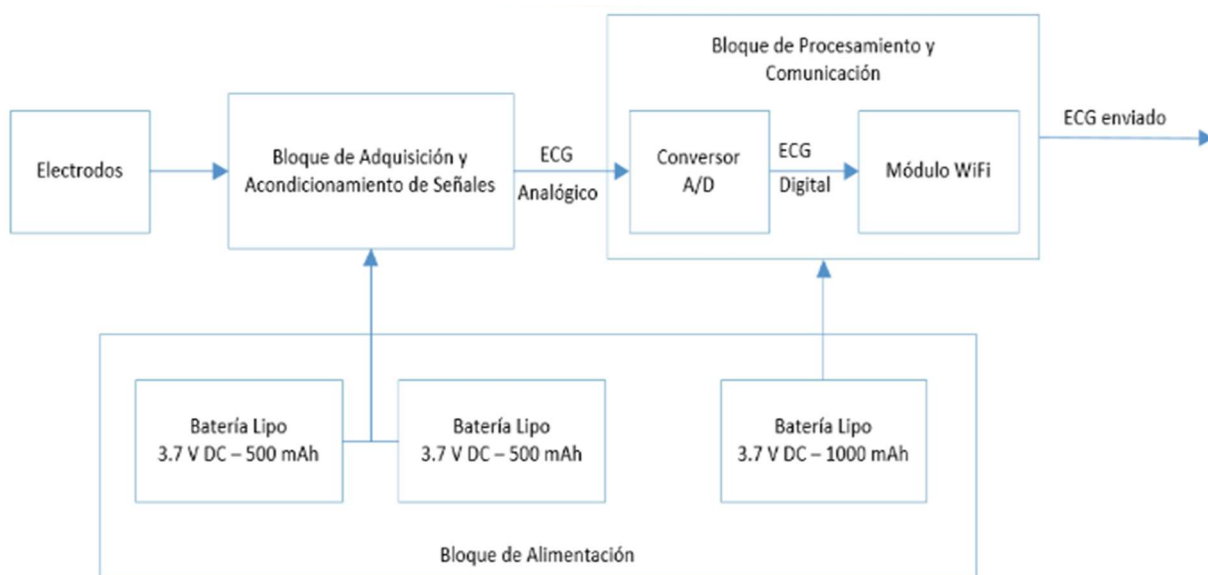 Bloque de Procesamiento y
Comunicación
Electrodos
Bloque de Adquisición y
Acondicionamiento de Señales
ECG
Analógico
Conversor
A/D
ECG
Digital
Módulo WiFi
ECG enviado
Batería Lipo
3.7 V DC – 500 mAh
Batería Lipo
3.7 V DC – 500 mAh
Batería Lipo
3.7 V DC – 1000 mAh
Bloque de Alimentación